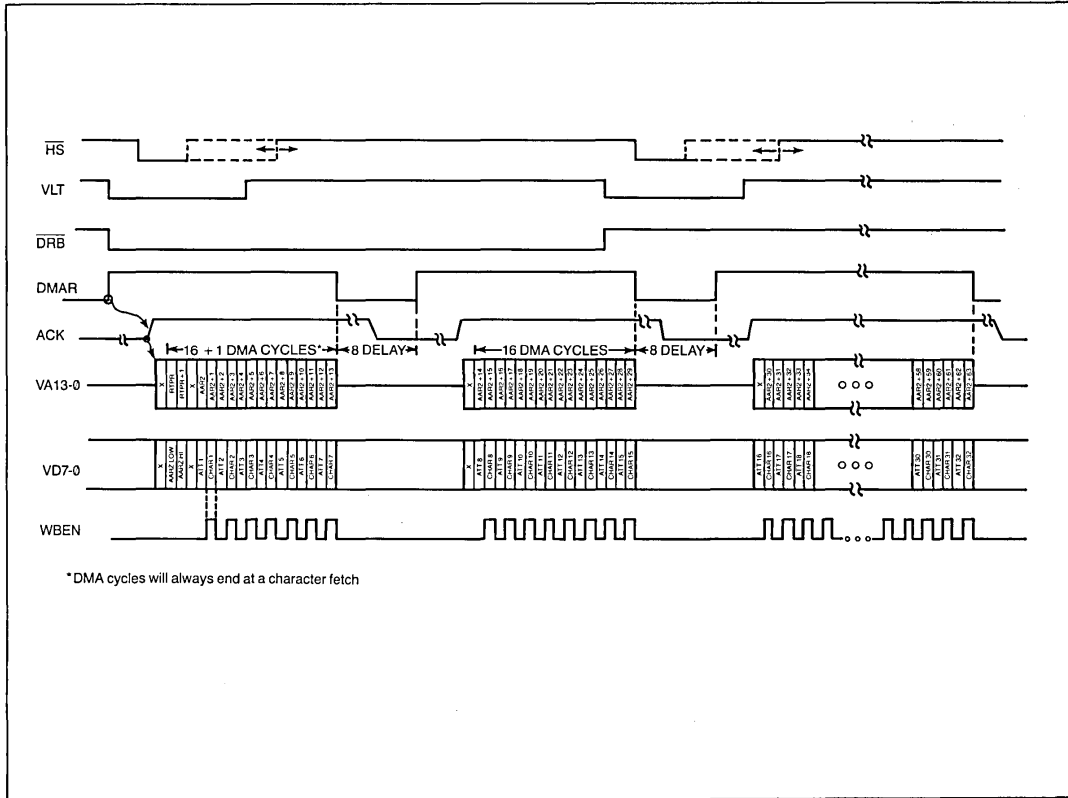 HS
VLT
DRB
DMAR
ACK
16 + 1 DMA CYCLES*
8 DELAY
16 DMA CYCLES
8 DELAY
VA13-0
X RTPR RTPR + 1 X AAR2 AAR2 + 1 AAR2 + 2 AAR2 + 3 AAR2 + 4 AAR2 + 5 AAR2 + 6 AAR2 + 7 AAR2 + 8 AAR2 + 9 AAR2 + 10 AAR2 + 11 AAR2 + 12 AAR2 + 13
X AAR2 + 14 AAR2 + 15 AAR2 + 16 AAR2 + 17 AAR2 + 18 AAR2 + 19 AAR2 + 20 AAR2 + 21 AAR2 + 22 AAR2 + 23 AAR2 + 24 AAR2 + 25 AAR2 + 26 AAR2 + 27 AAR2 + 28 AAR2 + 29
X AAR2 + 30 AAR2 + 31 AAR2 + 32 AAR2 + 33 AAR2 + 34
AAR2 + 58 AAR2 + 59 AAR2 + 60 AAR2 + 61 AAR2 + 62 AAR2 + 63
VD7-0
X AAR2 LOW AAR2 HI X ATT 1 CHAR 1 ATT 2 CHAR 2 ATT 3 CHAR 3 ATT 4 CHAR 4 ATT 5 CHAR 5 ATT 6 CHAR 6 ATT 7 CHAR 7
X ATT 8 CHAR 8 ATT 9 CHAR 9 ATT 10 CHAR 10 ATT 11 CHAR 11 ATT 12 CHAR 12 ATT 13 CHAR 13 ATT 14 CHAR 14 ATT 15 CHAR 15
ATT 16 CHAR 16 ATT 17 CHAR 17 ATT 18 CHAR 18
ATT 30 CHAR 30 ATT 31 CHAR 31 ATT 32 CHAR 32
WBEN
*DMA cycles will always end at a character fetch